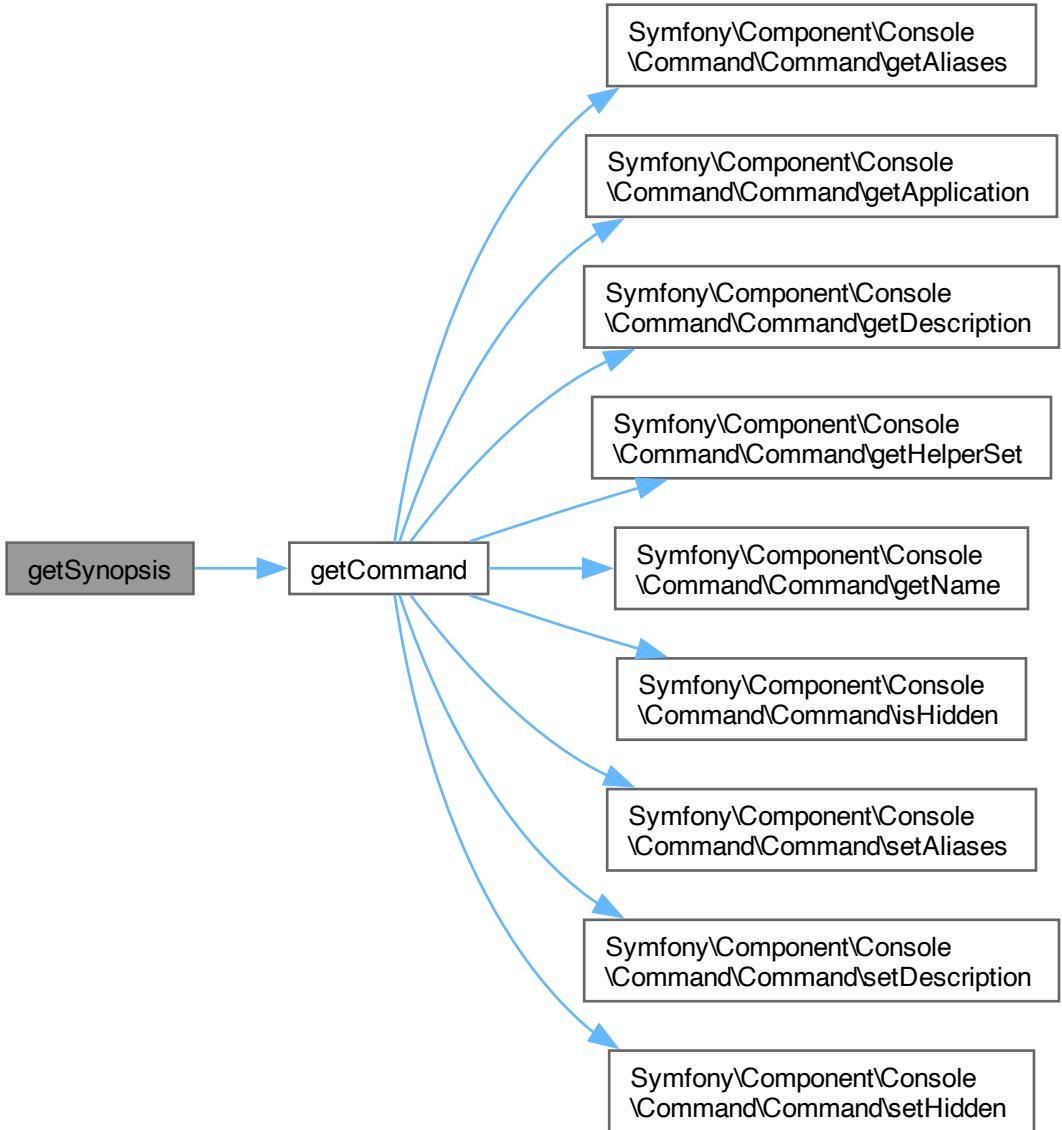 Symfony\Component\Console
\Command\Command\getAliases
Symfony\Component\Console
\Command\Command\getApplication
Symfony\Component\Console
\Command\Command\getDescription
Symfony\Component\Console
\Command\Command\getHelperSet
getSynopsis
getCommand
Symfony\Component\Console
\Command\Command\getName
Symfony\Component\Console
\Command\Command\isHidden
Symfony\Component\Console
\Command\Command\setAliases
Symfony\Component\Console
\Command\Command\setDescription
Symfony\Component\Console
\Command\Command\setHidden